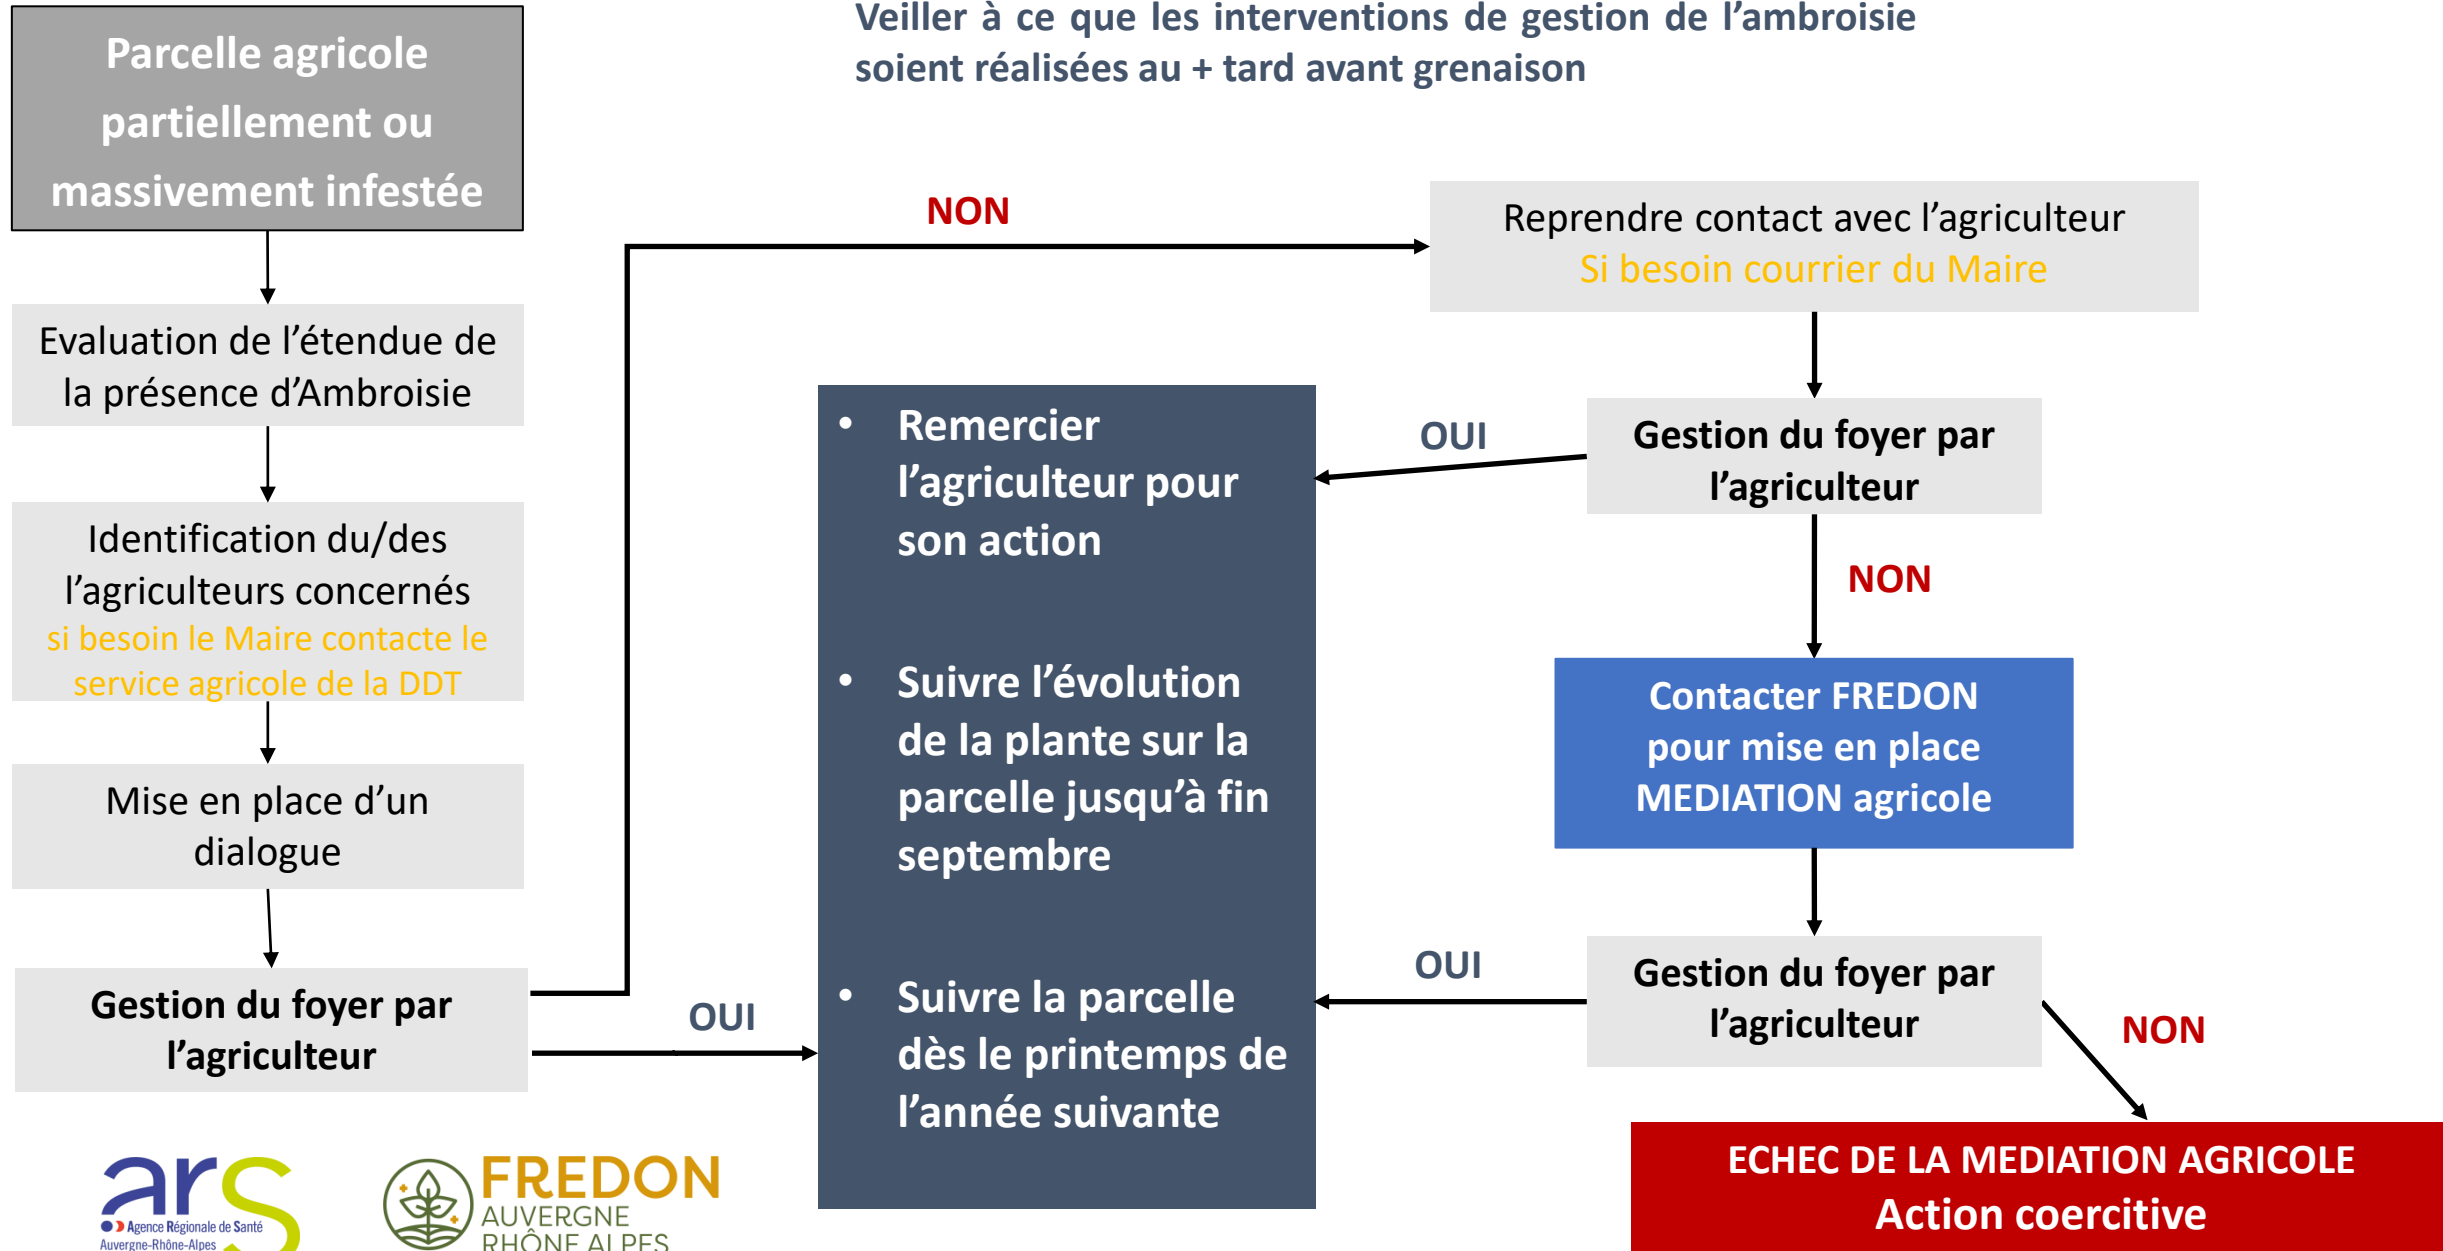 Veiller à ce que les interventions de gestion de l'ambroisie
soient réalisées au + tard avant grenaison
Parcelle agricole
partiellement ou
massivement infestée
Evaluation de l'étendue de
la présence d'Ambroisie
Identification du/des
l'agriculteurs concernés
si besoin le Maire contacte le
service agricole de la DDT
Mise en place d'un
dialogue
Gestion du foyer par
l'agriculteur
NON
OUI
Reprendre contact avec l'agriculteur
Si besoin courrier du Maire
Gestion du foyer par
l'agriculteur
OUI
NON
• Remercier
l'agriculteur pour
son action
• Suivre l'évolution
de la plante sur la
parcelle jusqu'à fin
septembre
• Suivre la parcelle
dès le printemps de
l'année suivante
Contacter FREDON
pour mise en place
MEDIATION agricole
Gestion du foyer par
l'agriculteur
OUI
NON
ECHEC DE LA MEDIATION AGRICOLE
Action coercitive
ars
Agence Régionale de Santé
Auvergne-Rhône-Alpes
FREDON
AUVERGNE
RHÔNE ALPES